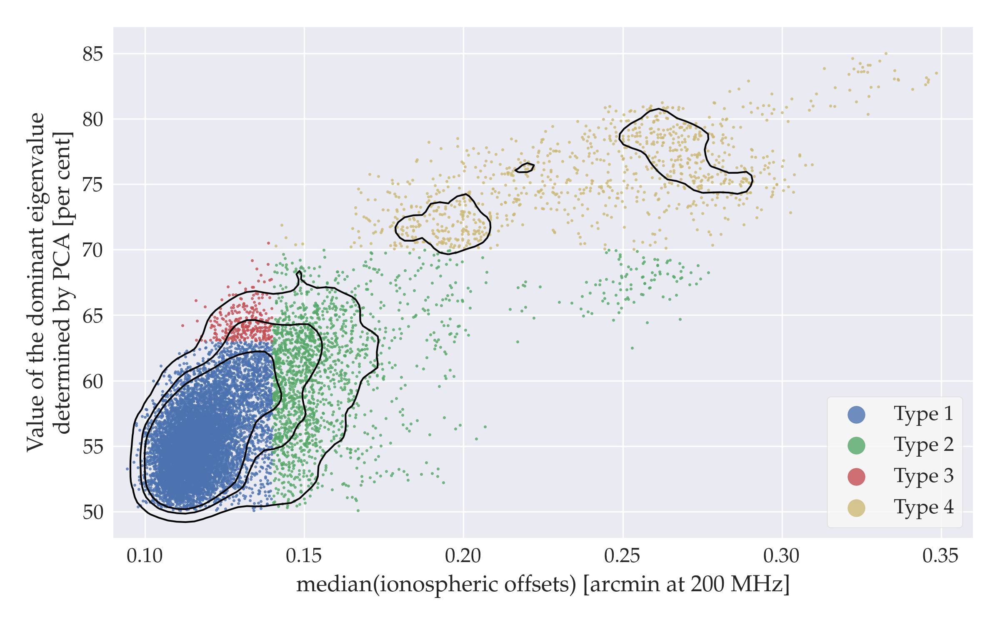 Value of the dominant eigenvalue
determined by PCA [per cent]
85
80
75
70
65
60
55
50
0.10 0.15 0.20 0.25 0.30 0.35
median(ionospheric offsets) [arcmin at 200 MHz]
Type 1
Type 2
Type 3
Type 4